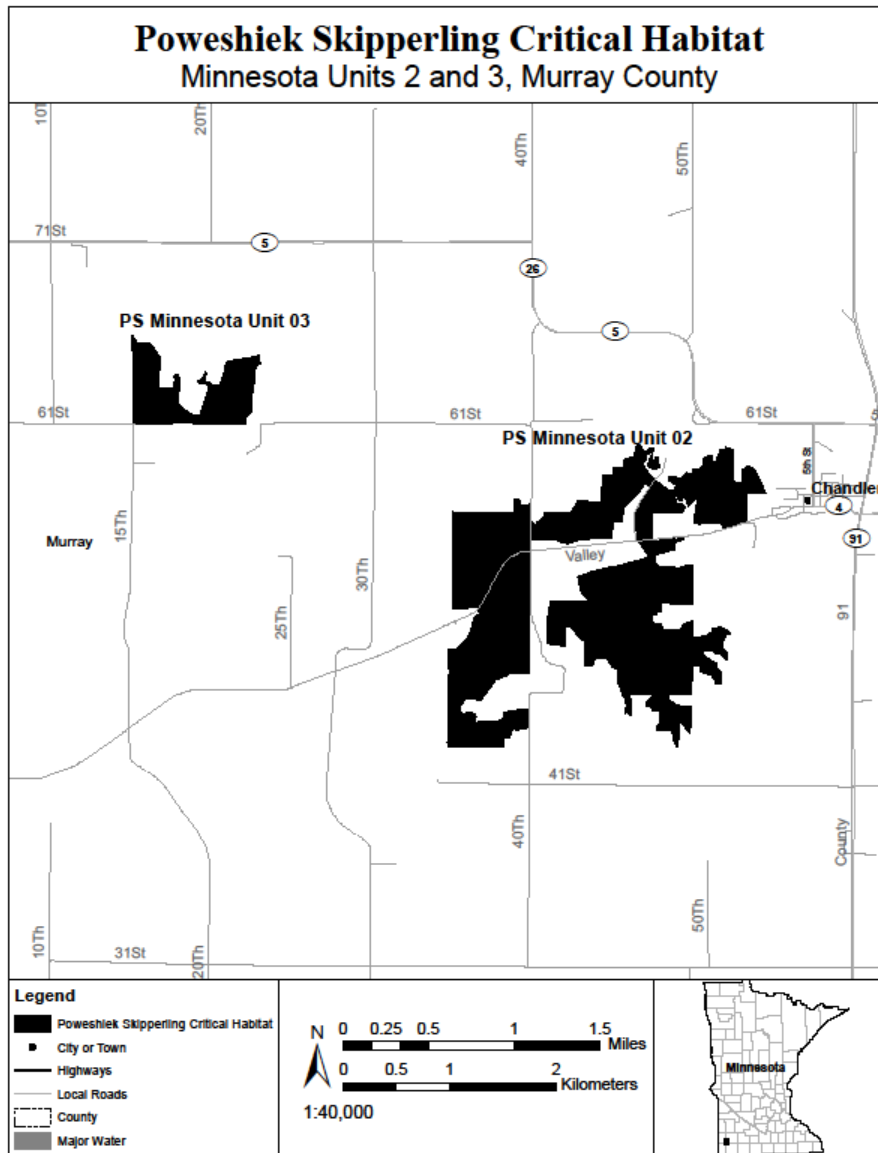 Poweshiek Skipperling Critical Habitat
Minnesota Units 2 and 3, Murray County
20Th
40Th
50Th
71St
5
26
5
PS Minnesota Unit 03
61St
61St
61St
PS Minnesota Unit 02
5th St
Chandler
4
15Th
Murray
Valley
91
30Th
25Th
91
41St
40Th
County
10Th
50Th
31St
20Th
Legend
Poweshiek Skipperling Critical Habitat
City or Town
Highways
Local Roads
County
Major Water
N
0 0.25 0.5 1 1.5
Miles
0 0.5 1 2
Kilometers
1:40,000
Minnesota